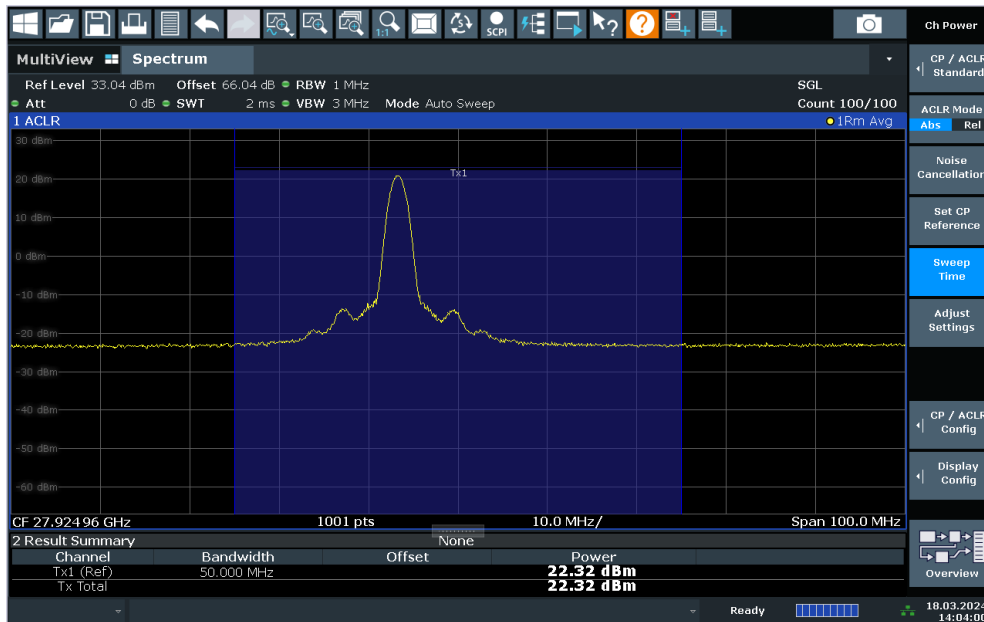 1:1
SCPI
Ch Power
MultiView Spectrum
Ref Level 33.04 dBm Offset 66.04 dB RBW 1 MHz SGL
Att 0 dB SWT 2 ms VBW 3 MHz Mode Auto Sweep Count 100/100
1 ACLR 1Rm Avg
30 dBm
Tx1
20 dBm
10 dBm
0 dBm
-10 dBm
-20 dBm
-30 dBm
-40 dBm
-50 dBm
-60 dBm
CF 27.92496 GHz 1001 pts 10.0 MHz/ Span 100.0 MHz
2 Result Summary None
Channel Bandwidth Offset Power
Tx1 (Ref) 50.000 MHz 22.32 dBm
Tx Total 22.32 dBm
CP / ACLR
Standard
ACLR Mode
Abs Rel
Noise
Cancellation
Set CP
Reference
Sweep
Time
Adjust
Settings
CP / ACLR
Config
Display
Config
Overview
Ready
18.03.2024
14:04:00